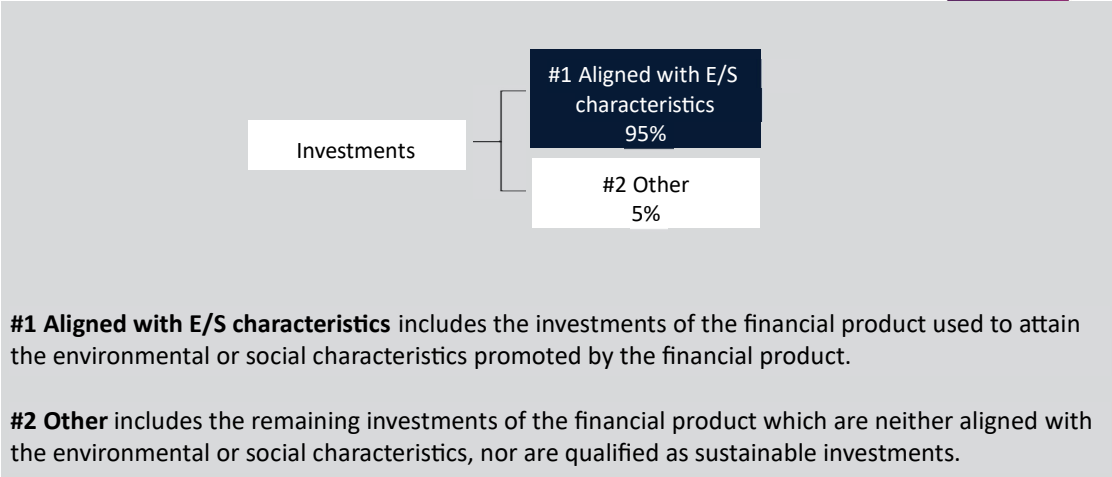 #1 Aligned with E/S
characteristics
95%
Investments
#2 Other
5%
#1 Aligned with E/S characteristics includes the investments of the financial product used to attain
the environmental or social characteristics promoted by the financial product.
#2 Other includes the remaining investments of the financial product which are neither aligned with
the environmental or social characteristics, nor are qualified as sustainable investments.